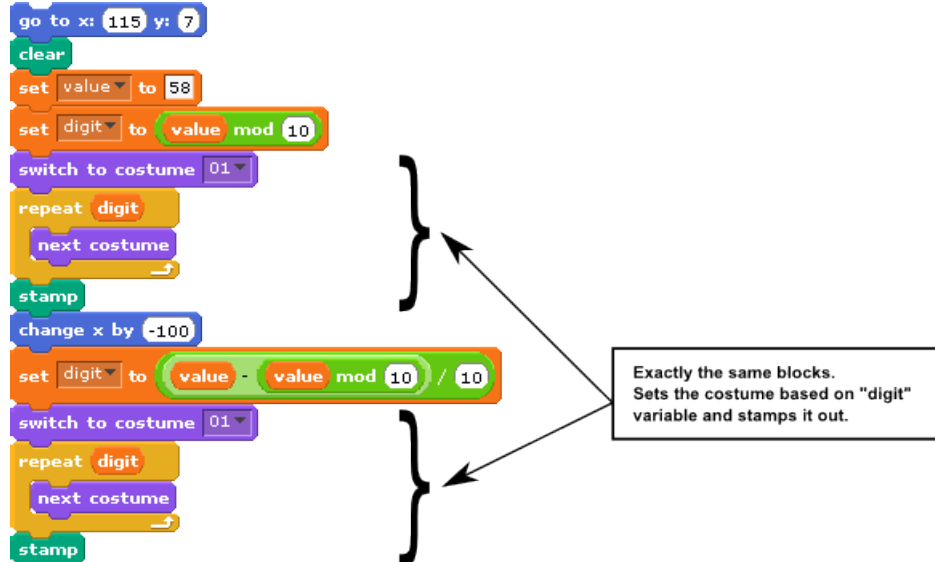 go to x: 115 y: 7
clear
set value to 58
set digit to value mod 10
switch to costume 01
repeat digit
next costume
stamp
change x by -100
set digit to value - value mod 10 / 10
Exactly the same blocks.
Sets the costume based on "digit"
variable and stamps it out.
switch to costume 01
repeat digit
next costume
stamp